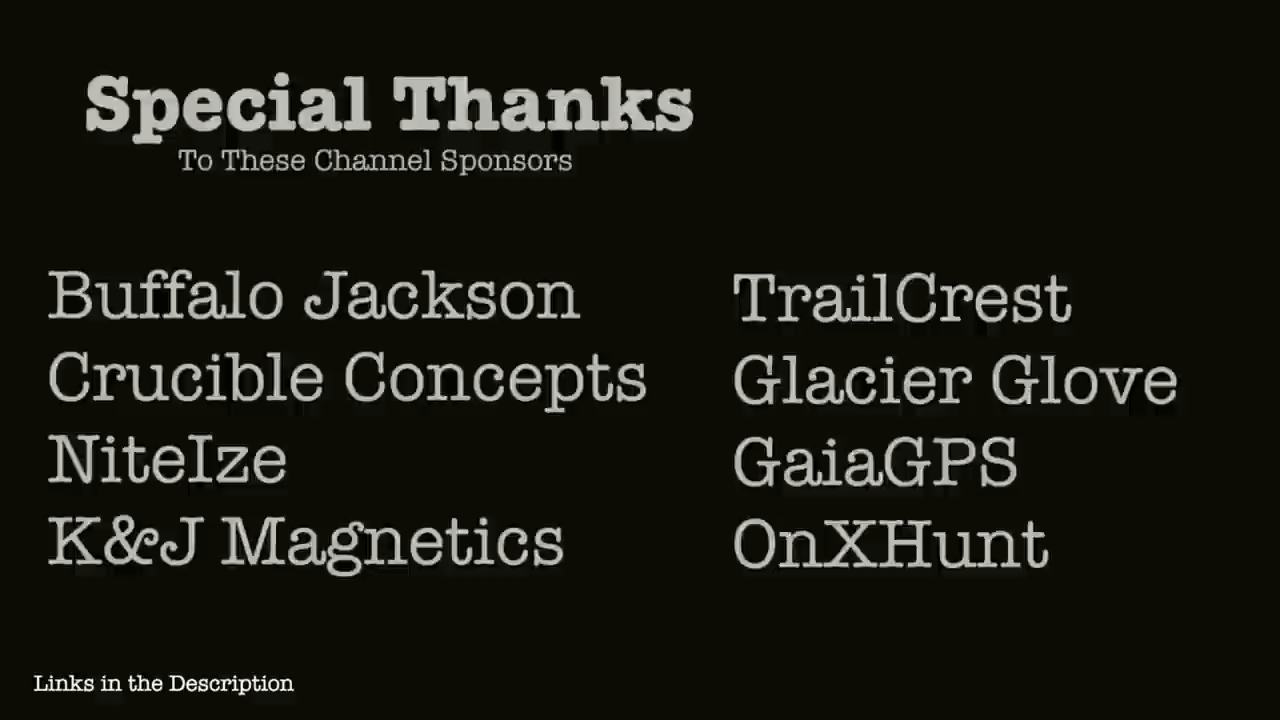 Special Thanks
To These Channel Sponsors
Buffalo Jackson
Crucible Concepts
NiteIze
K&J Magnetics
TrailCrest
Glacier Glove
GaiaGPS
OnXHunt
Links in the Description